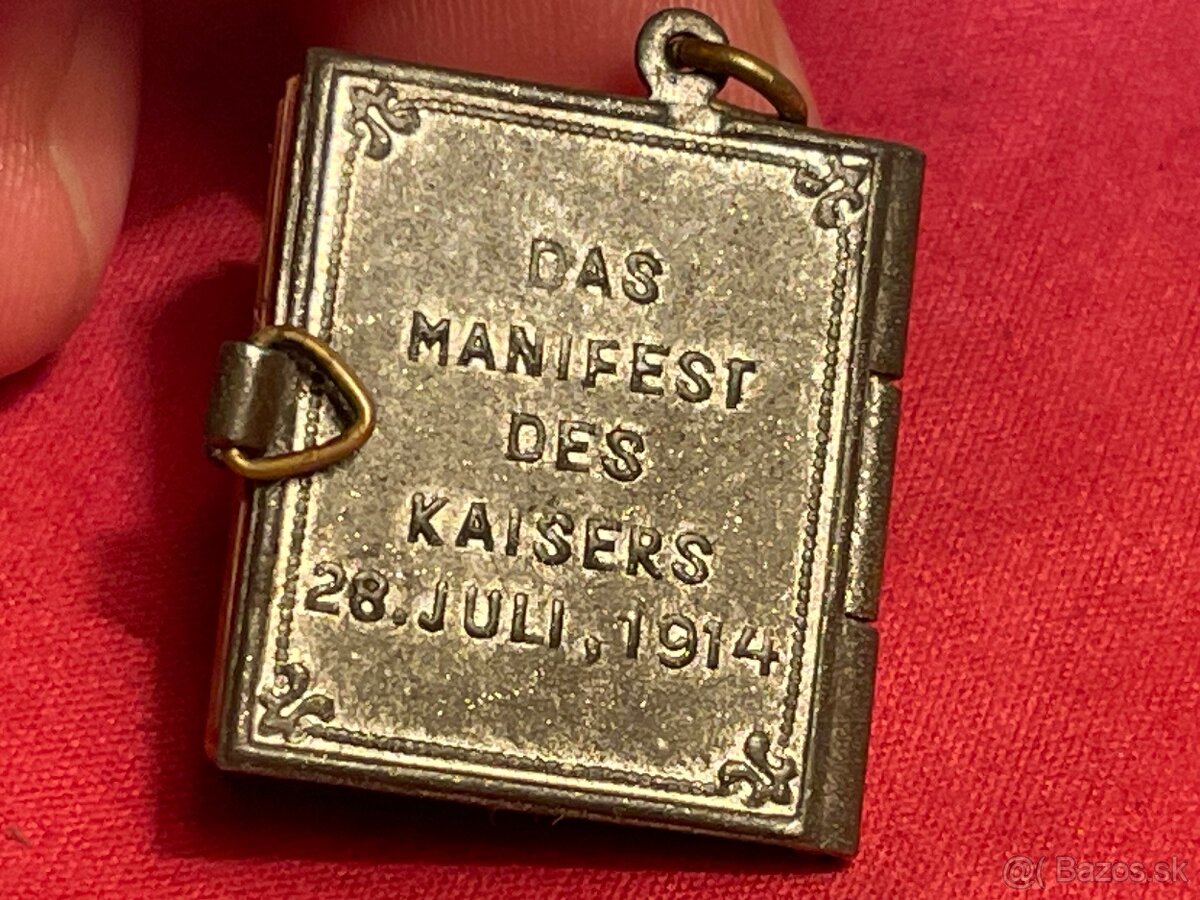 DAS
MANIFEST
DES
KAISERS
28. JULI, 1914
@( Bazos.sk